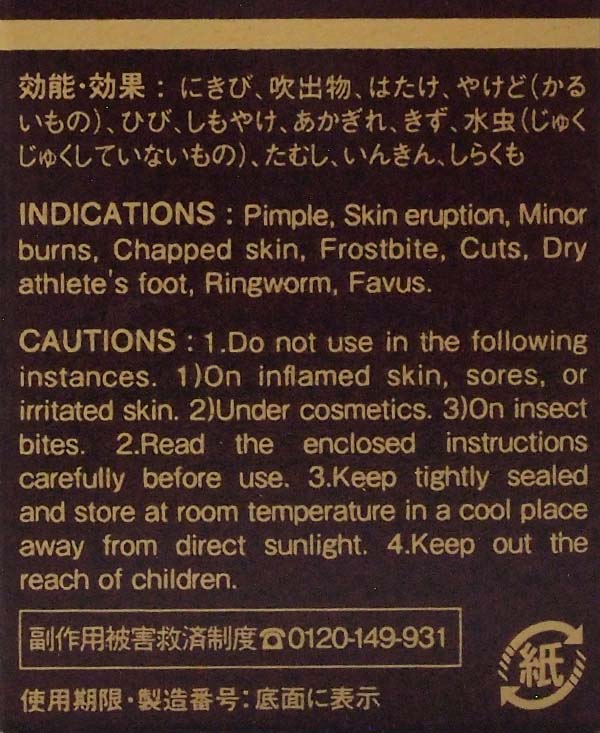 効能・効果：にきび、吹出物、はたけ、やけど(かる
いもの)、ひび、しもやけ、あかぎれ、きず、水虫(じゅく
じゅくしていないもの)、たむし、いんきん、しらくも
INDICATIONS : Pimple, Skin eruption, Minor
burns, Chapped skin, Frostbite, Cuts, Dry
athlete's foot, Ringworm, Favus.
CAUTIONS : 1.Do not use in the following
instances. 1)On inflamed skin, sores, or
irritated skin. 2)Under cosmetics. 3)On insect
bites. 2.Read the enclosed instructions
carefully before use. 3.Keep tightly sealed
and store at room temperature in a cool place
away from direct sunlight. 4.Keep out the
reach of children.
副作用被害救済制度☎0120-149-931
紙
使用期限・製造番号：底面に表示